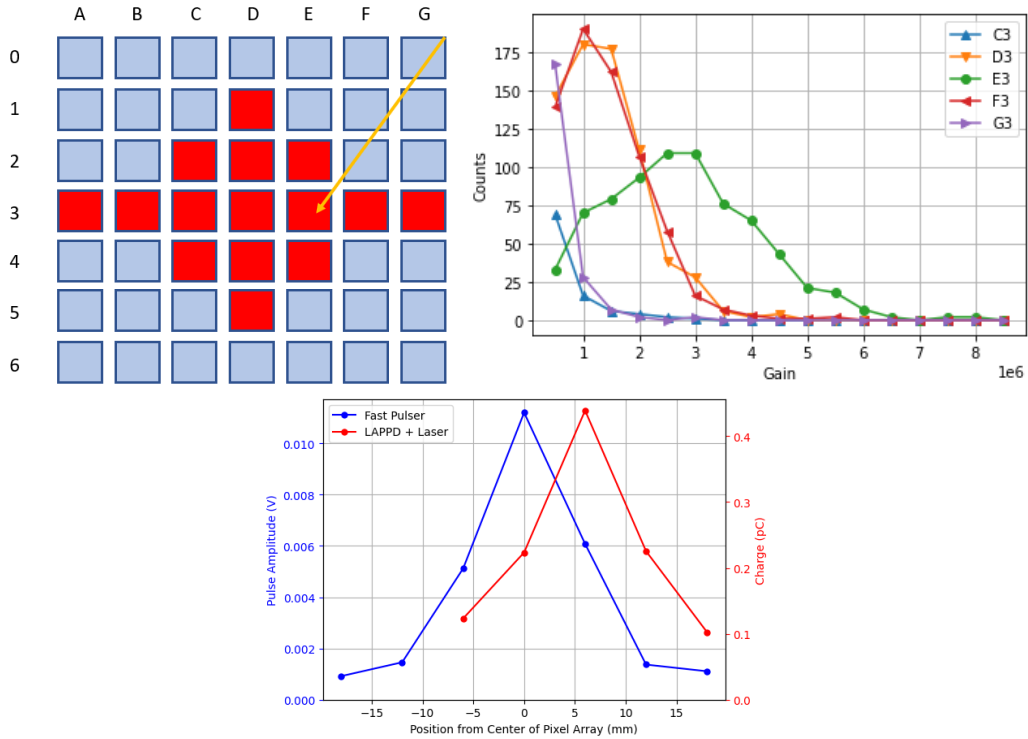 A B C D E F G
0
1
2
3
4
5
6
175
150
125
100
75
50
25
0
Counts
C3
D3
E3
F3
G3
1 2 3 4 5 6 7 8
1e6
Gain
Fast Pulser
LAPPD + Laser
0.010
0.008
0.006
0.004
0.002
0.000
Pulse Amplitude (V)
0.4
0.3
0.2
0.1
0.0
Charge (pC)
−15 −10 −5 0 5 10 15
Position from Center of Pixel Array (mm)